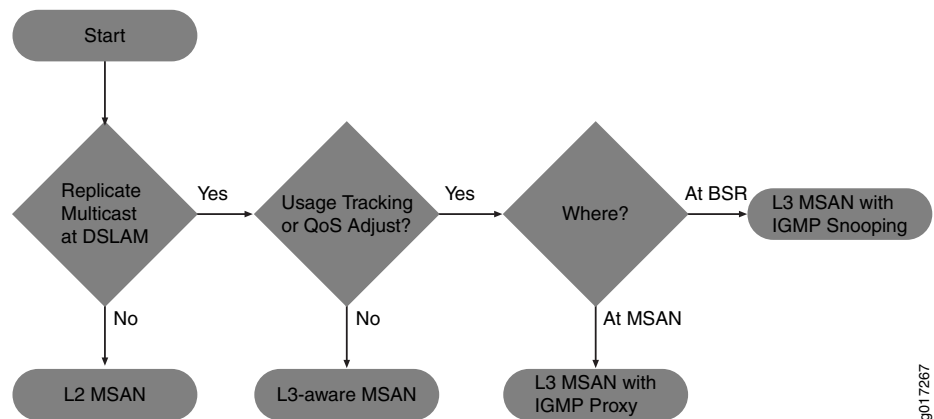 Start
Replicate
Multicast
at DSLAM
Yes
Usage Tracking
or QoS Adjust?
Yes
Where?
At BSR
L3 MSAN with
IGMP Snooping
No
No
At MSAN
L2 MSAN
L3-aware MSAN
L3 MSAN with
IGMP Proxy
g017267